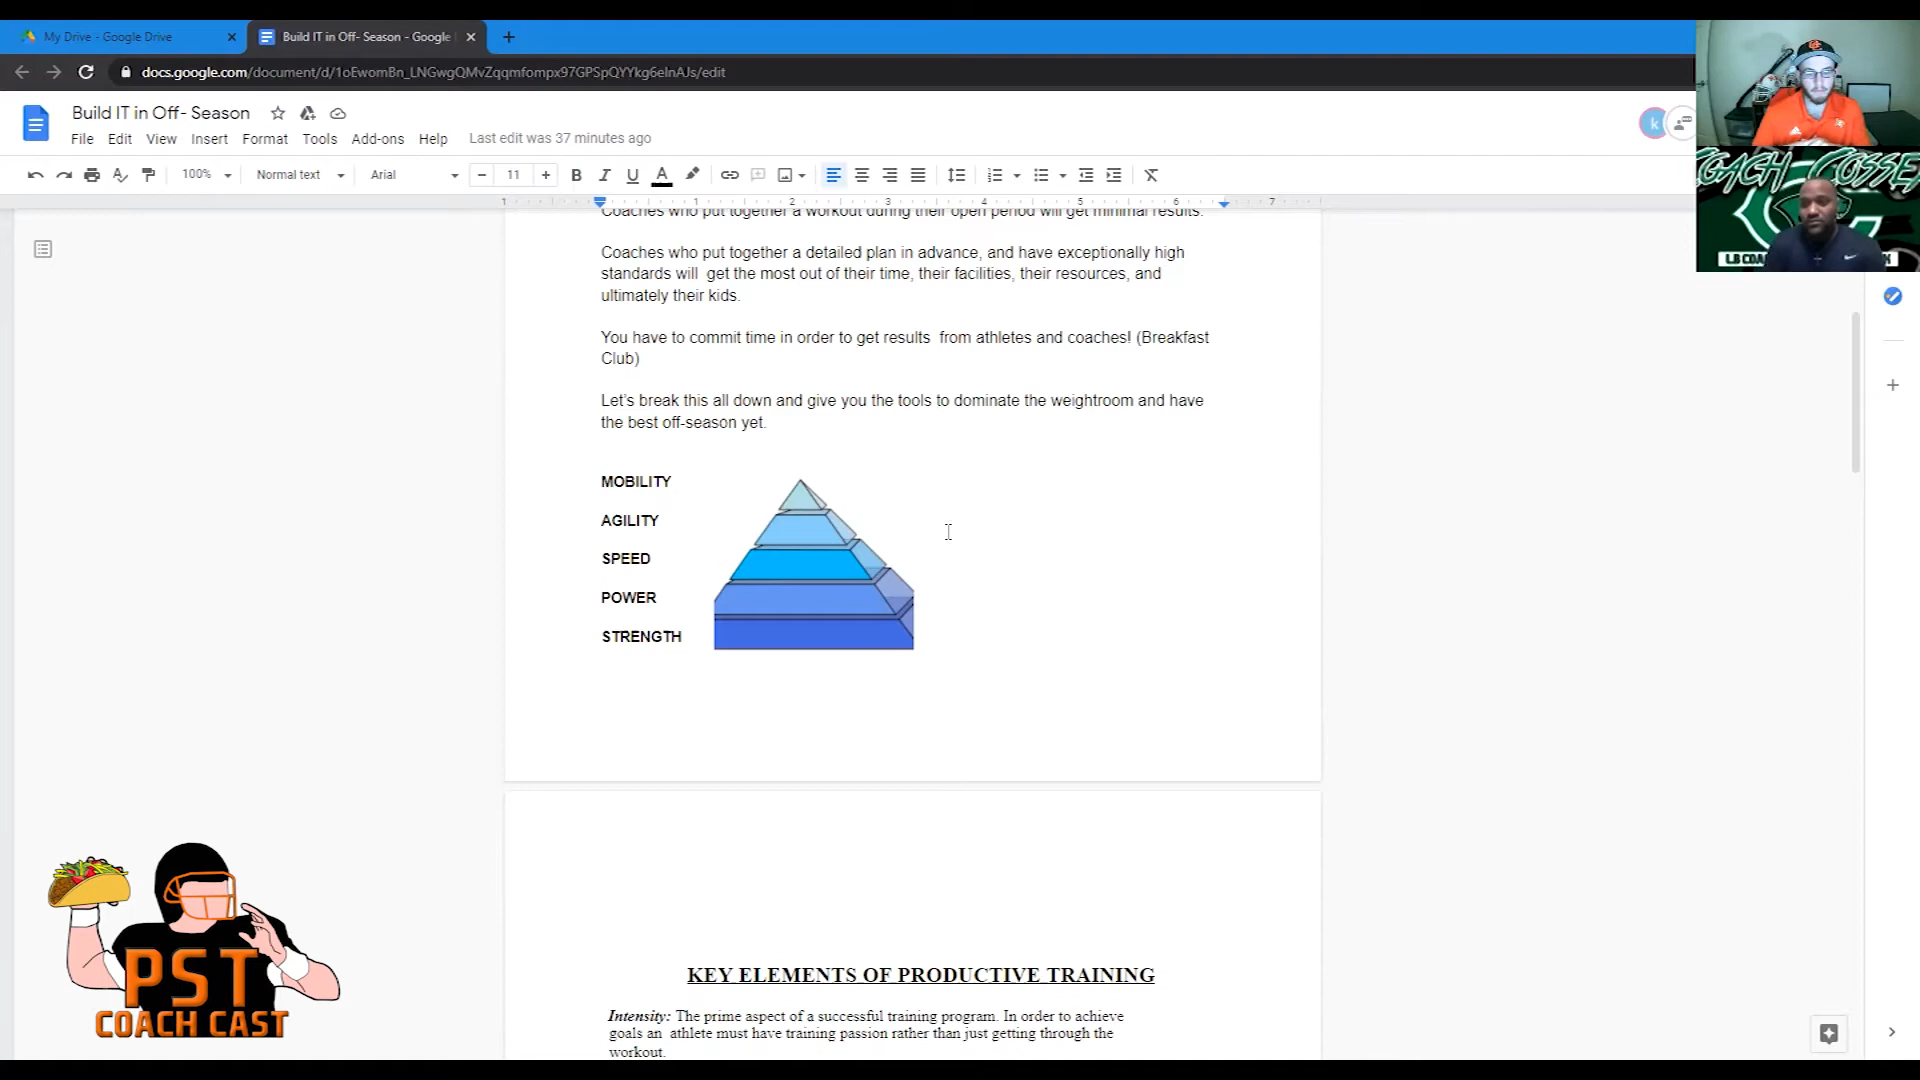 My Drive - Google Drive
Build IT in Off- Season - Google
docs.google.com/document/d/1oEwomBn_LNGwgQMvZqqmfompx97GPSpQYYkg6elnAJs/edit
Build IT in Off- Season
File Edit View Insert Format Tools Add-ons Help Last edit was 37 minutes ago
k
100% Normal text Arial 11
1 1 2 3 4 5 6 7
Coaches who put together a workout during their open period will get minimal results.
Coaches who put together a detailed plan in advance, and have exceptionally high
standards will  get the most out of their time, their facilities, their resources, and
ultimately their kids.
You have to commit time in order to get results  from athletes and coaches! (Breakfast
Club)
Let's break this all down and give you the tools to dominate the weightroom and have
the best off-season yet.
MOBILITY
AGILITY
SPEED
POWER
STRENGTH
KEY ELEMENTS OF PRODUCTIVE TRAINING
Intensity: The prime aspect of a successful training program. In order to achieve
goals an  athlete must have training passion rather than just getting through the
workout.
PST
COACH CAST